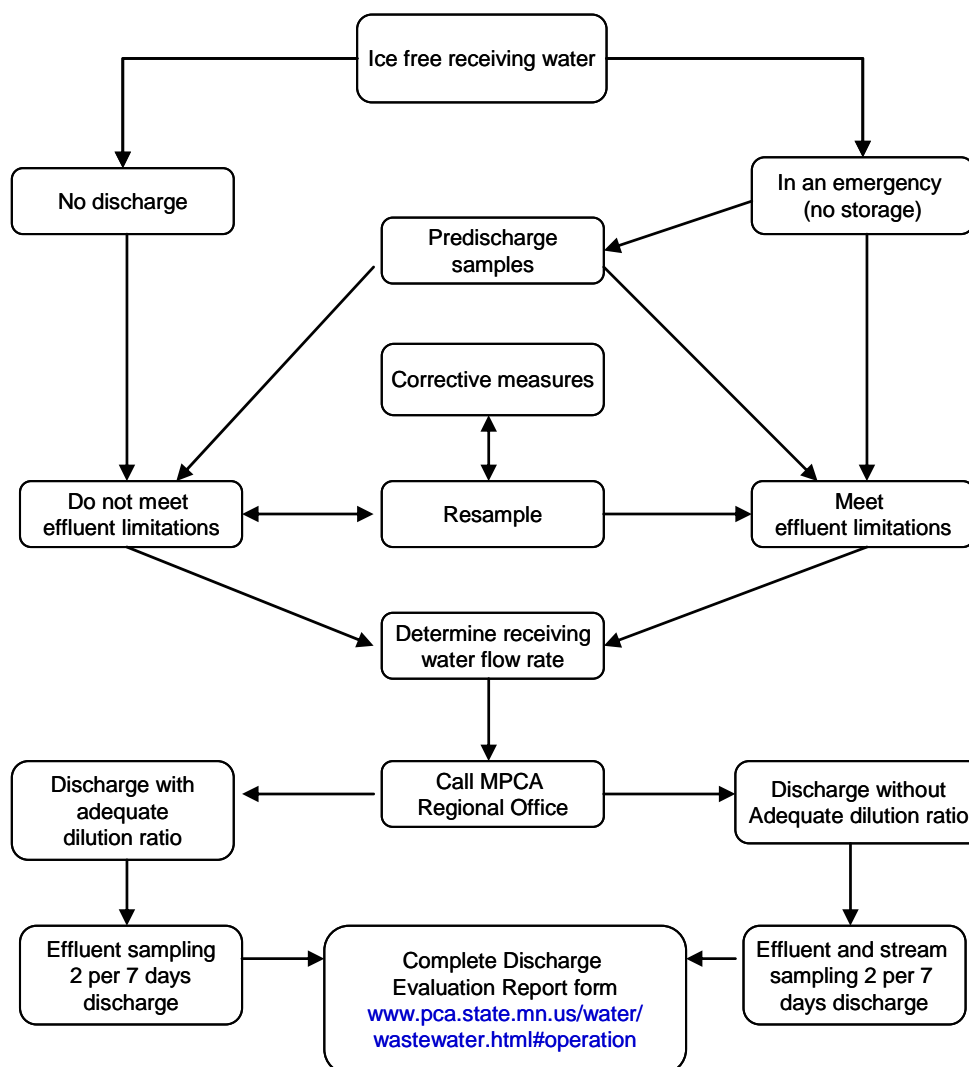 Ice free receiving water
No discharge
In an emergency
(no storage)
Predischarge
samples
Corrective measures
Do not meet
effluent limitations
Resample
Meet
effluent limitations
Determine receiving
water flow rate
Discharge with
adequate
dilution ratio
Call MPCA
Regional Office
Discharge without
Adequate dilution ratio
Effluent sampling
2 per 7 days
discharge
Complete Discharge
Evaluation Report form
www.pca.state.mn.us/water/
wastewater.html#operation
Effluent and stream
sampling 2 per 7
days discharge